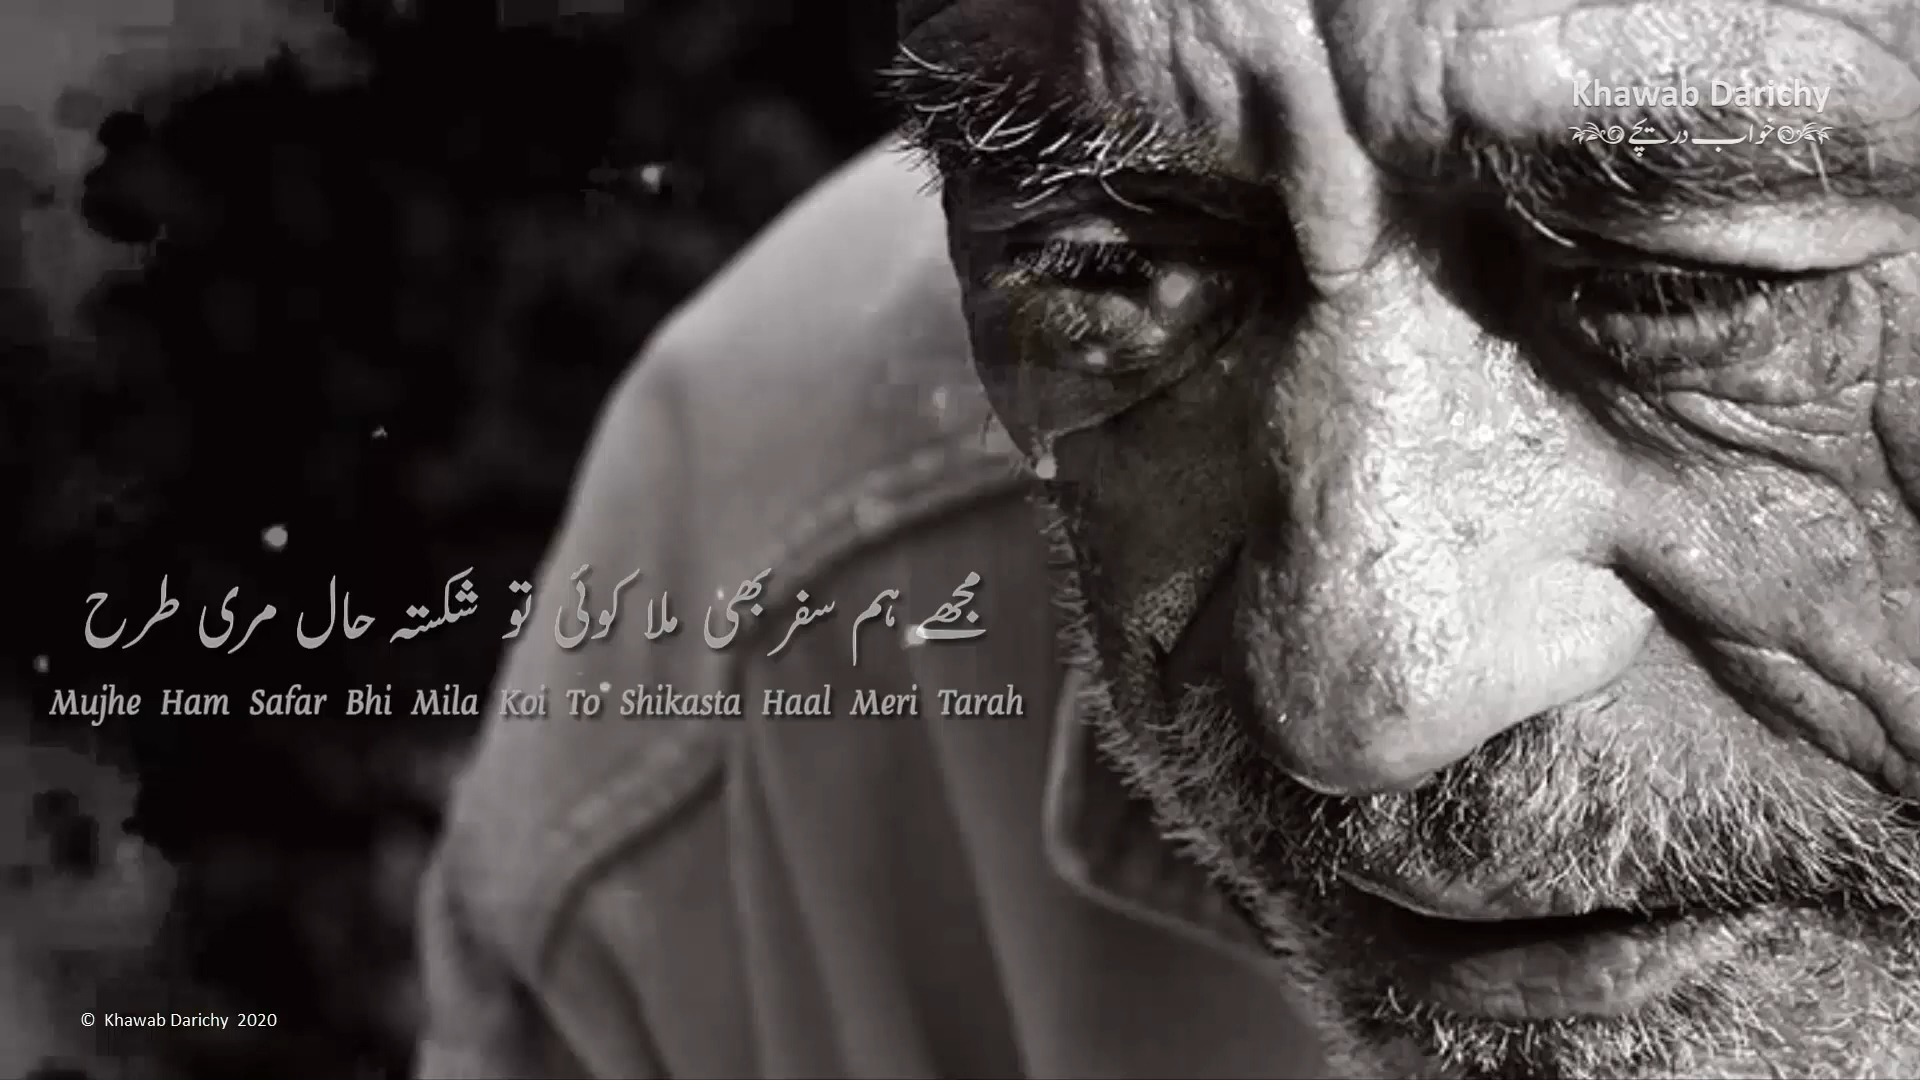 Khawab Darichy
خواب دریچے
مجھے ہم سفر بھی ملا کوئی تو شکستہ حال مری طرح
Mujhe Ham Safar Bhi Mila Koi To Shikasta Haal Meri Tarah
© Khawab Darichy 2020